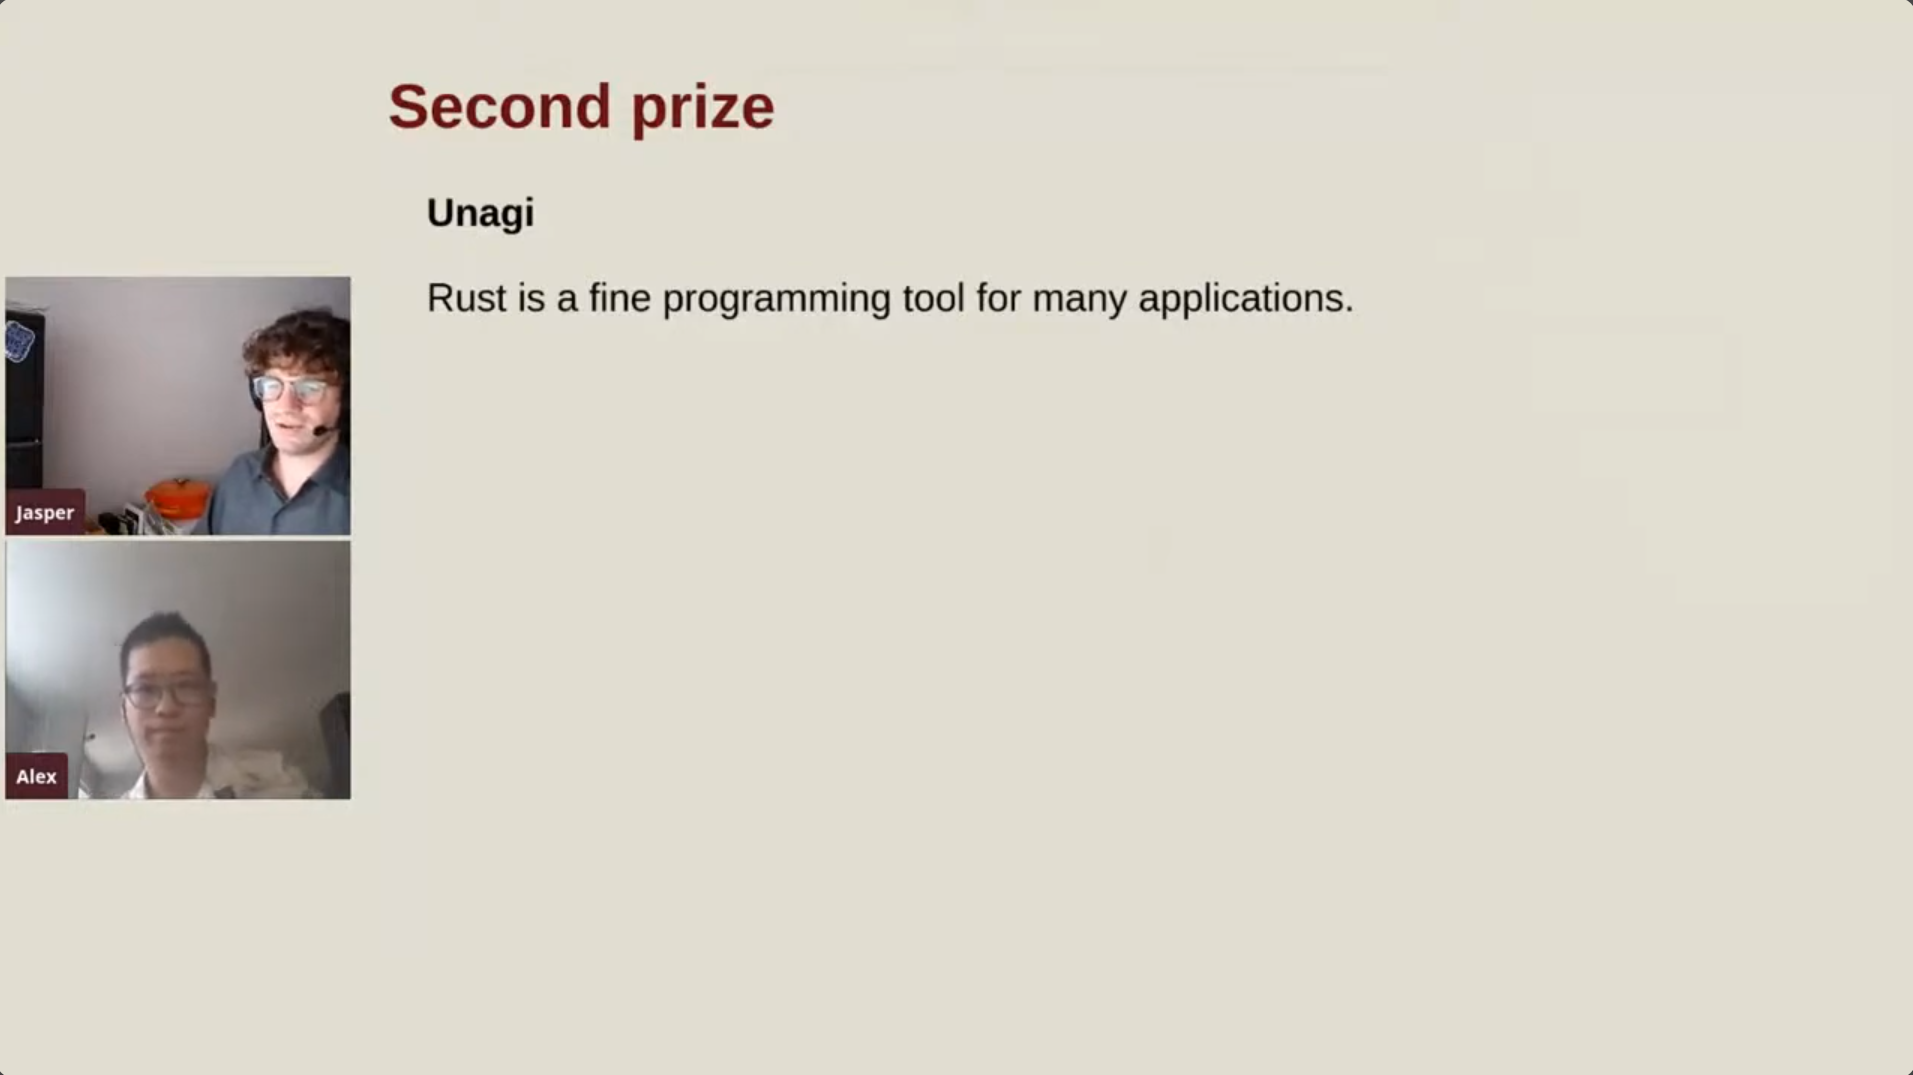 Second prize
Unagi
Rust is a fine programming tool for many applications.
Jasper
Alex